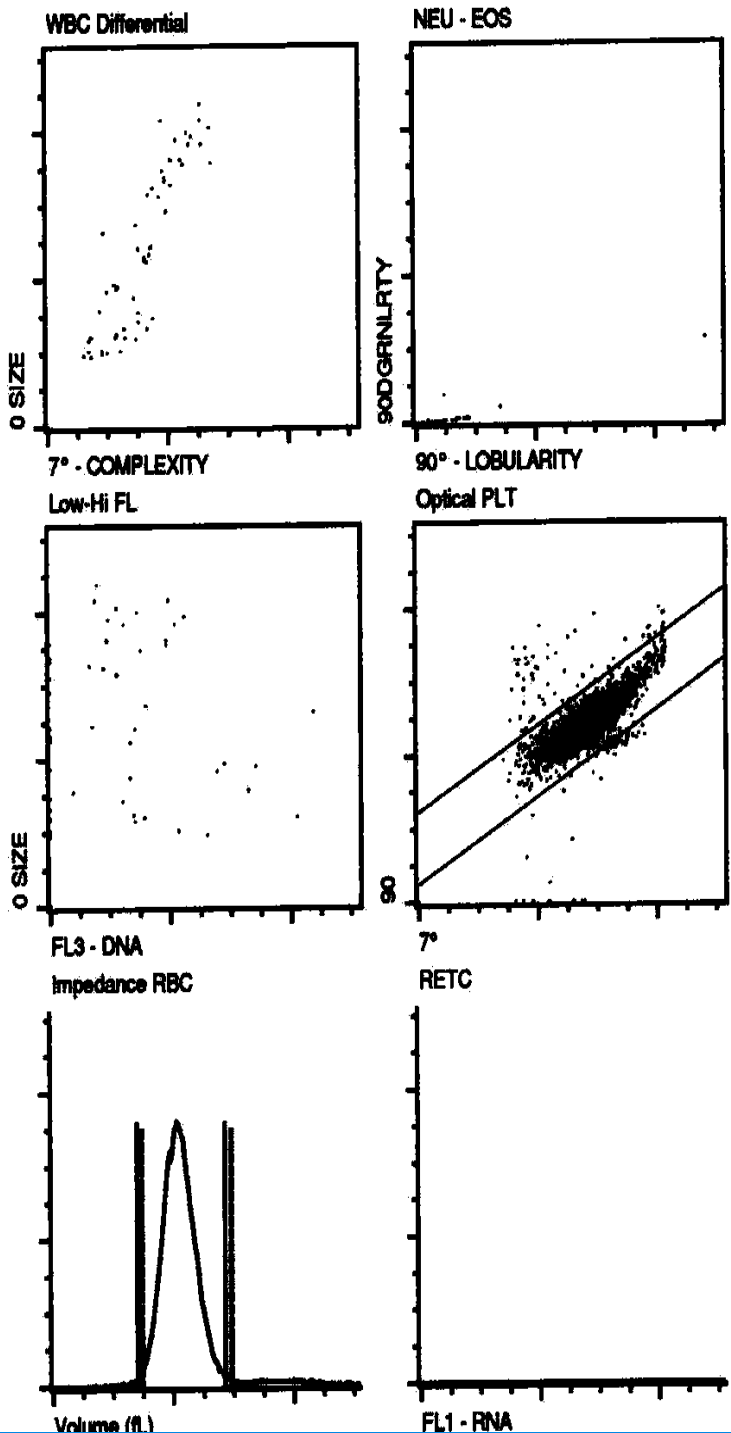 WBC Differential
NEU - EOS
0 SIZE
90DGRNLRTY
7° - COMPLEXITY
90° - LOBULARITY
Low-Hi FL
Optical PLT
0 SIZE
90
FL3 - DNA
7°
Impedance RBC
RETC
Volume (fL)
FL1 - RNA